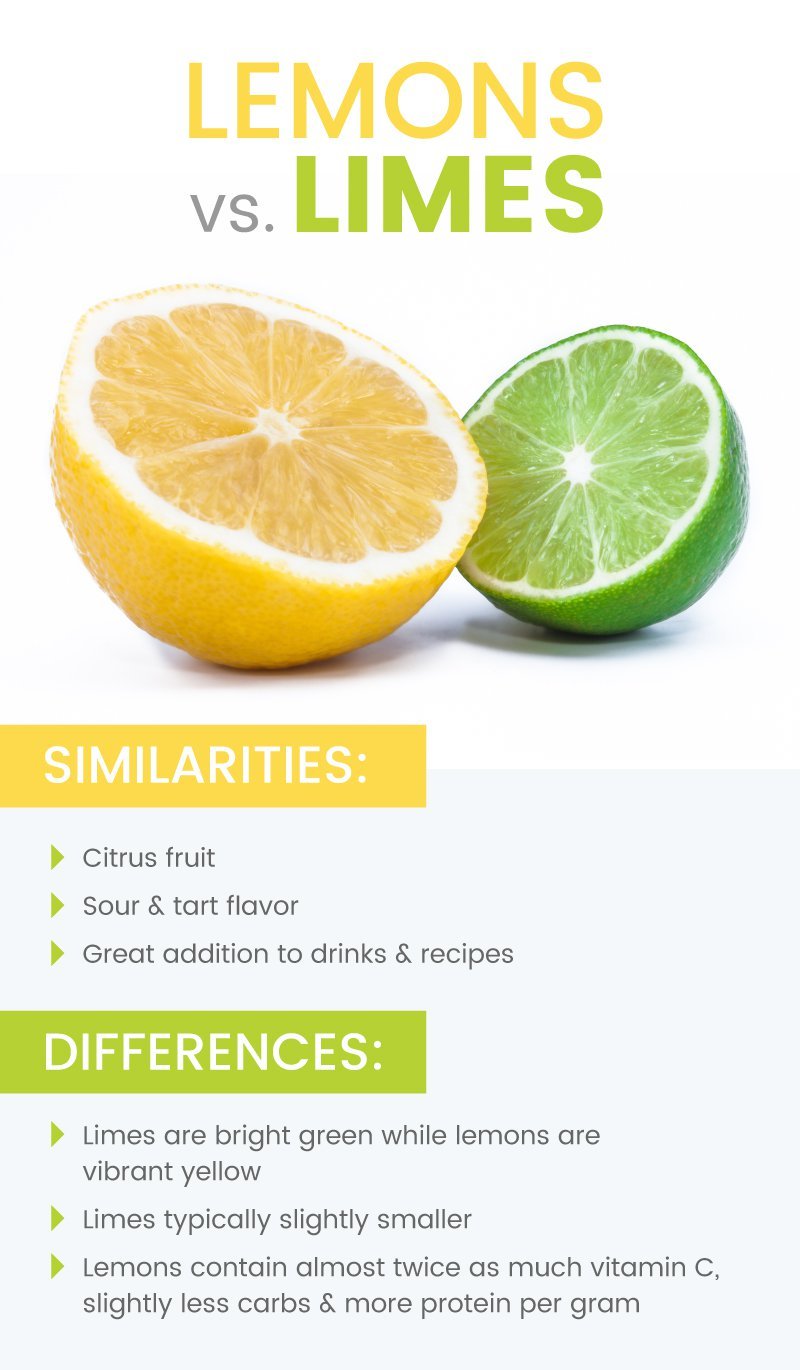 LEMONS
vs. LIMES
SIMILARITIES:
Citrus fruit
Sour & tart flavor
Great addition to drinks & recipes
DIFFERENCES:
Limes are bright green while lemons are
vibrant yellow
Limes typically slightly smaller
Lemons contain almost twice as much vitamin C,
slightly less carbs & more protein per gram